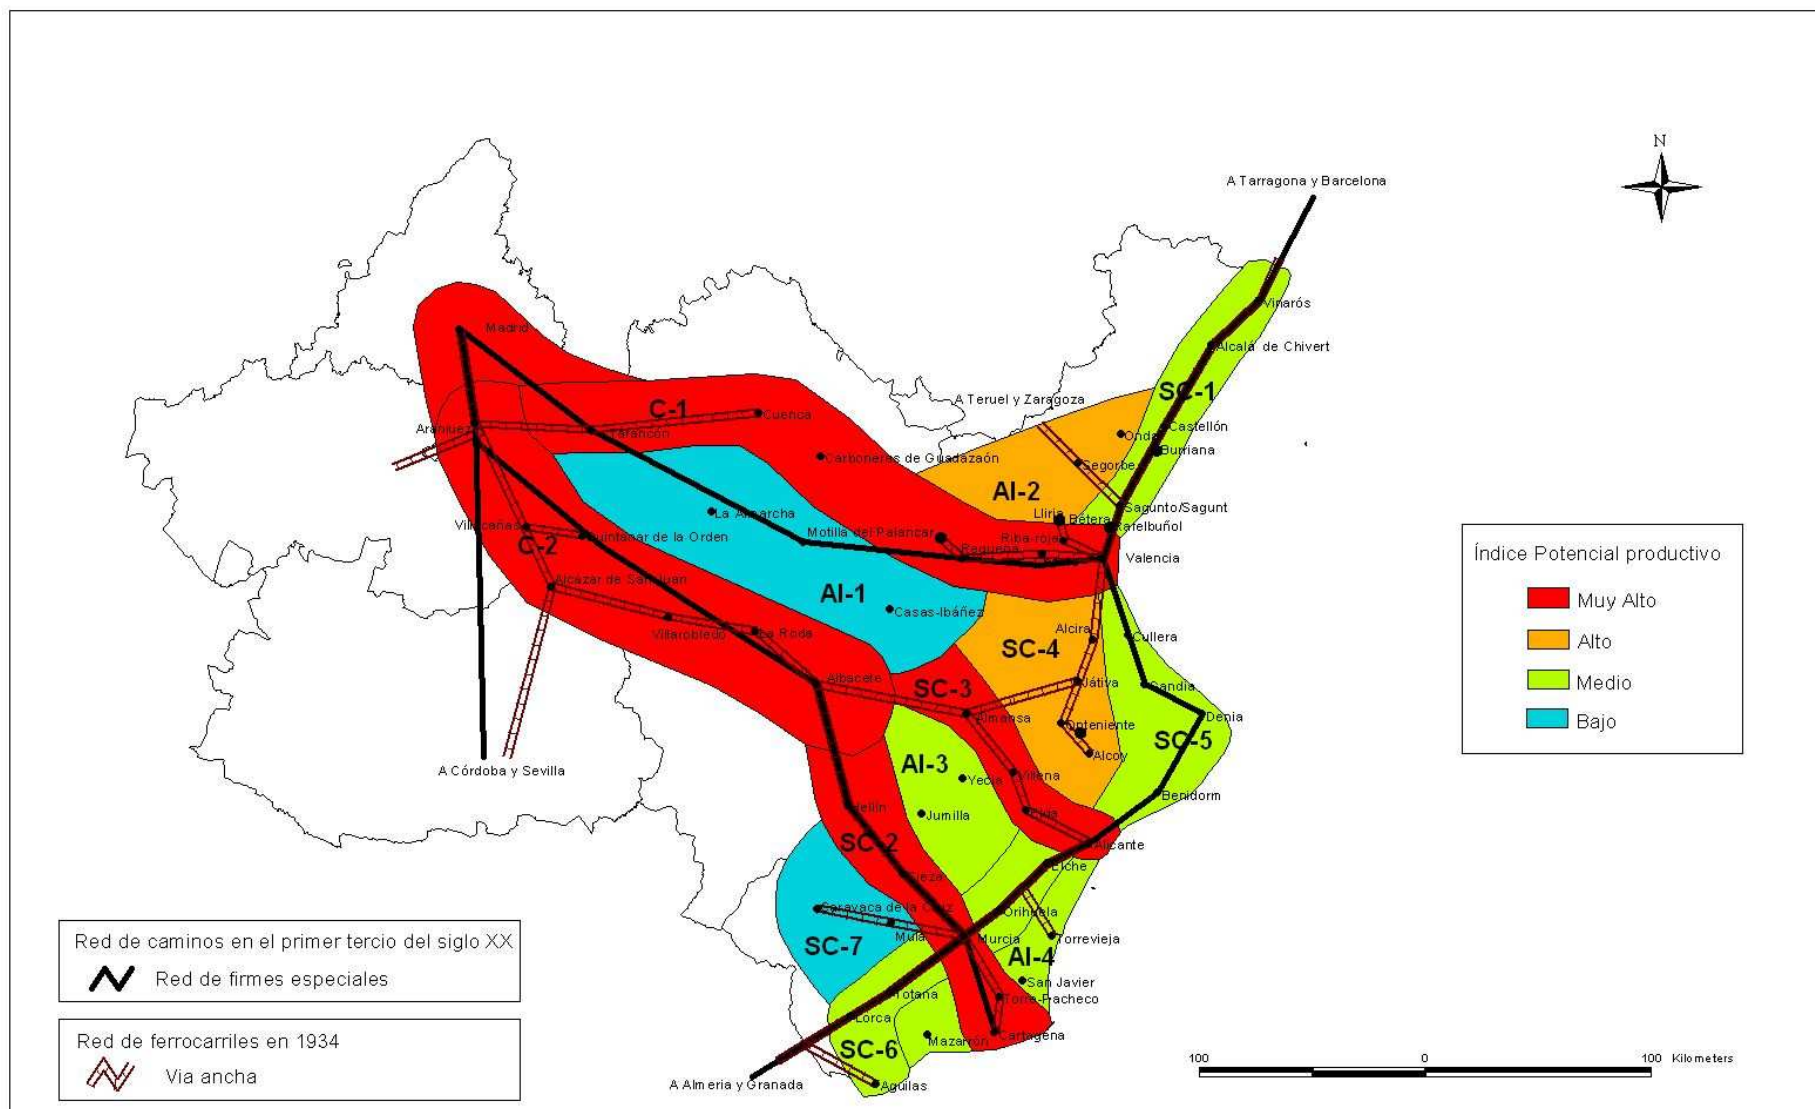 N
A Tarragona y Barcelona
Vinarós
Madrid
Alcalá de Chivert
SC-1
A Teruel y Zaragoza
C-1
Cuenca
Aranjuez
Tarancón
Onda
Castellón
Burriana
Carboneras de Guadazaón
Segorbe
AI-2
Sagunto/Sagunt
Lliria
Bétera
Rafelbuñol
La Almarcha
Villacañas
Quintanar de la Orden
C-2
Motilla del Palancar
Requena
Riba-roja
Valencia
Alcázar de San Juan
AI-1
Casas-Ibáñez
Villarobledo
La Roda
Alcira
Cullera
SC-4
Albacete
SC-3
Játiva
Gandía
Almansa
Onteniente
Denia
SC-5
Alcoy
A Córdoba y Sevilla
AI-3
Yecla
Villena
Benidorm
Hellín
Jumilla
Elda
SC-2
Alicante
Elche
Cieza
Caravaca de la Cruz
Mula
Orihuela
Murcia
Torrevieja
SC-7
AI-4
San Javier
Totana
Torre-Pacheco
Lorca
Mazarrón
Cartagena
SC-6
Aguilas
A Almeria y Granada
Índice Potencial productivo
Muy Alto
Alto
Medio
Bajo
Red de caminos en el primer tercio del siglo XX
Red de firmes especiales
Red de ferrocarriles en 1934
Via ancha
100 0 100 Kilometers